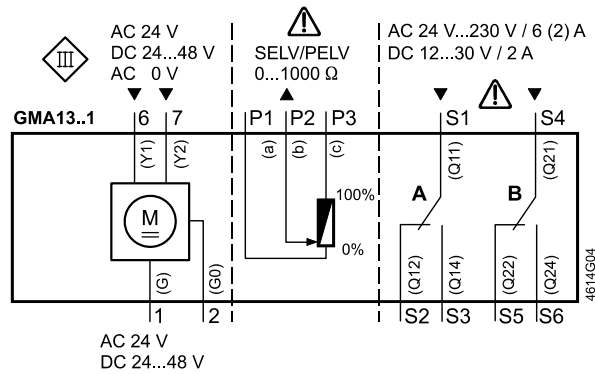 AC 24 V
DC 24...48 V
AC 0 V
III
SELV/PELV
0...1000 Ω
AC 24 V...230 V / 6 (2) A
DC 12...30 V / 2 A
GMA13..1
6 7
P1 P2 P3
S1
S4
(Y1)
(Y2)
(a)
(b)
(c)
(Q11)
(Q21)
M
100%
0%
A
B
(G)
(G0)
(Q12)
(Q14)
(Q22)
(Q24)
1 2
S2 S3
S5 S6
AC 24 V
DC 24...48 V
4614G04